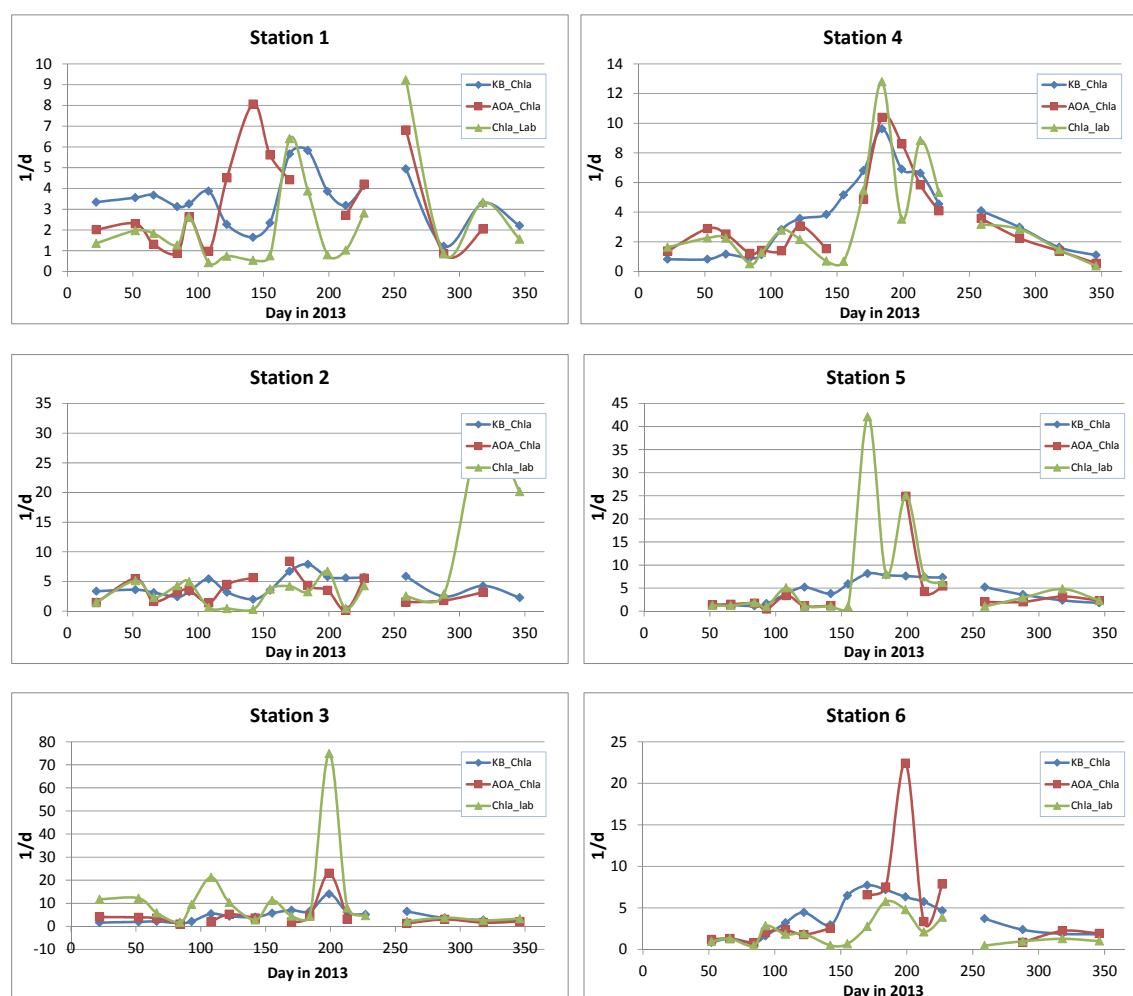 Station 1
10
9
8
7
6
5
4
3
2
1
0
1/d
KB_Chla
AOA_Chla
Chla_Lab
0 50 100 150 200 250 300 350
Day in 2013
Station 4
14
12
10
8
6
4
2
0
1/d
KB_Chla
AOA_Chla
Chla_lab
0 50 100 150 200 250 300 350
Day in 2013
Station 2
35
30
25
20
15
10
5
0
1/d
KB_Chla
AOA_Chla
Chla_lab
0 50 100 150 200 250 300 350
Day in 2013
Station 5
45
40
35
30
25
20
15
10
5
0
1/d
KB_Chla
AOA_Chla
Chla_lab
0 50 100 150 200 250 300 350
Day in 2013
Station 3
80
70
60
50
40
30
20
10
0
-10
1/d
KB_Chla
AOA_Chla
Chla_lab
0 50 100 150 200 250 300 350
Day in 2013
Station 6
25
20
15
10
5
0
1/d
KB_Chla
AOA_Chla
Chla_lab
0 50 100 150 200 250 300 350
Day in 2013